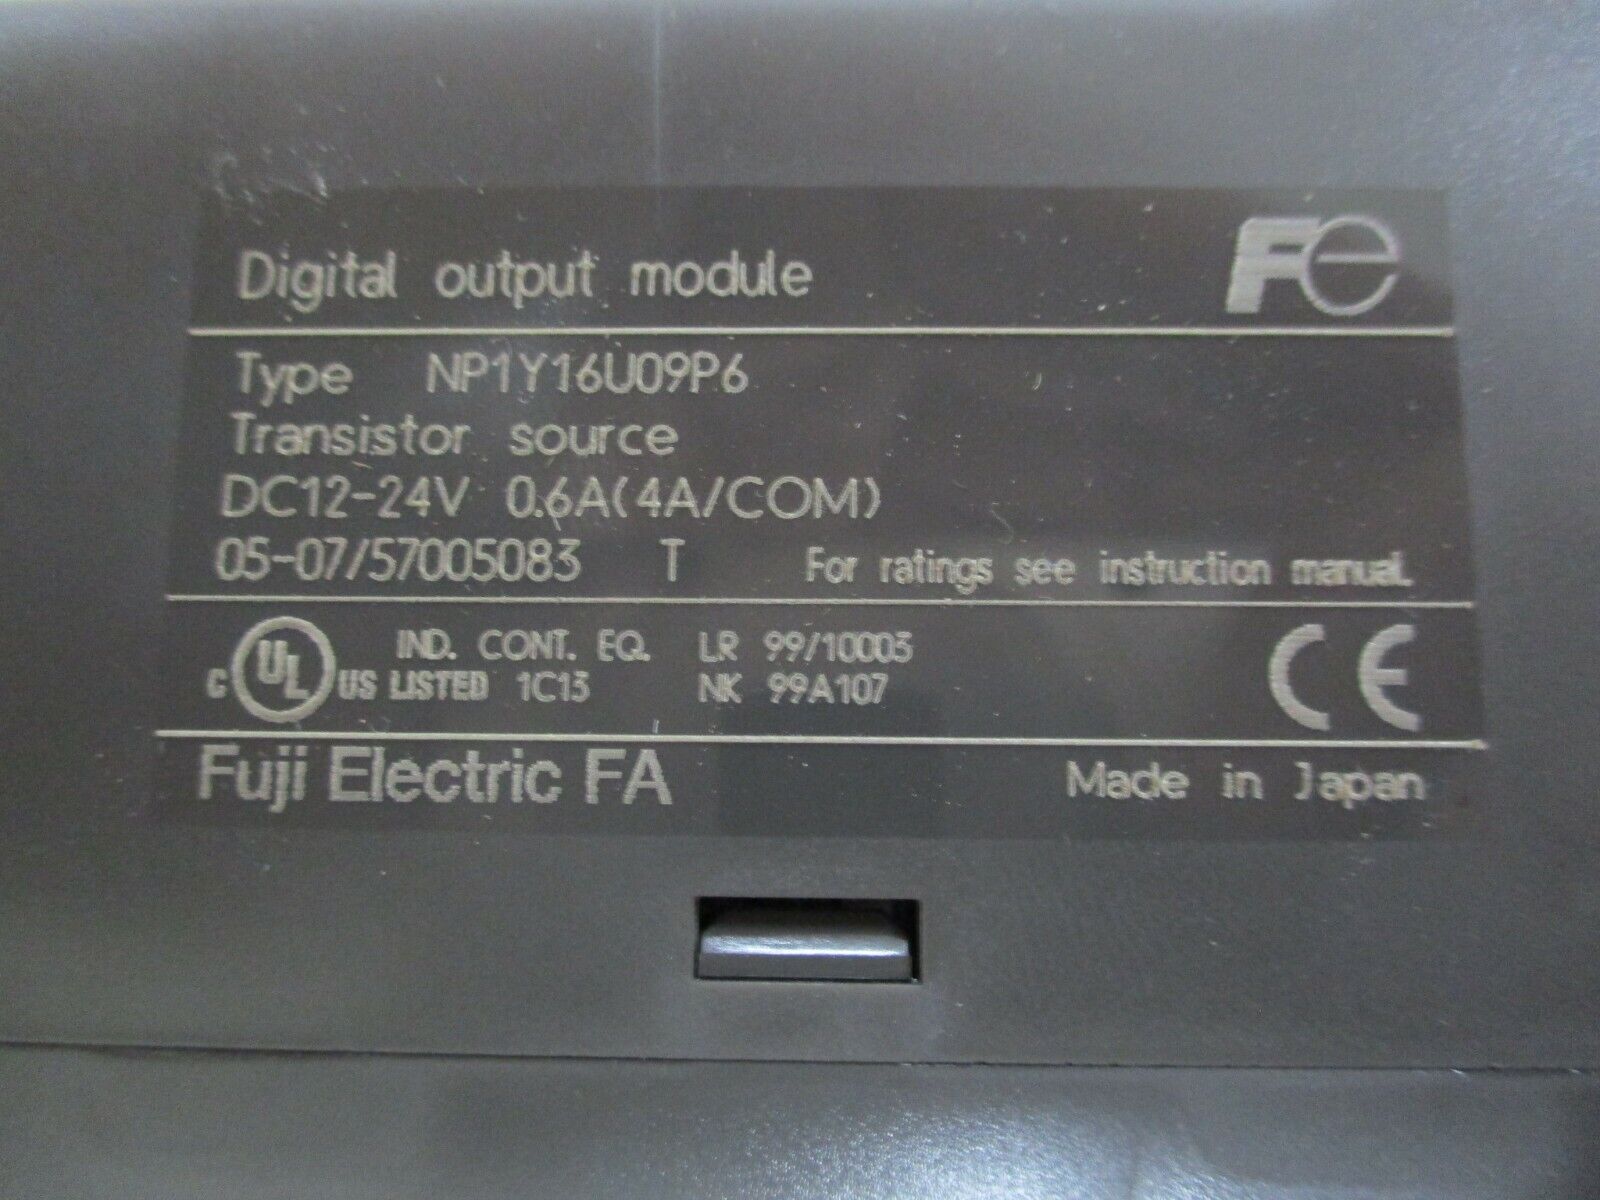 Digital output module Fe
Type NP1Y16U09P6
Transistor source
DC12-24V 0.6A(4A/COM)
05-07/57005083 T For ratings see instruction manual.
C UL US LISTED IND. CONT. EQ. 1C13
LR 99/10003
NK 99A107
CE
Fuji Electric FA Made in Japan